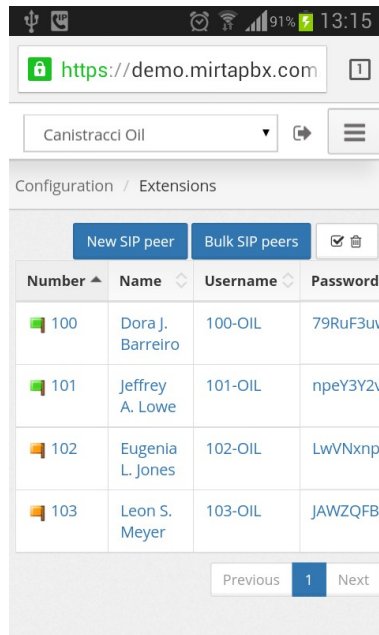 91% 13:15
https://demo.mirtapbx.com 1
Canistracci Oil
Configuration / Extensions
New SIP peer Bulk SIP peers
Number Name Username Password
100 Dora J. 100-OIL 79RuF3u
Barreiro
101 Jeffrey 101-OIL npeY3Y2
A. Lowe
102 Eugenia 102-OIL LwVNxnp
L. Jones
103 Leon S. 103-OIL JAWZQFB
Meyer
Previous 1 Next